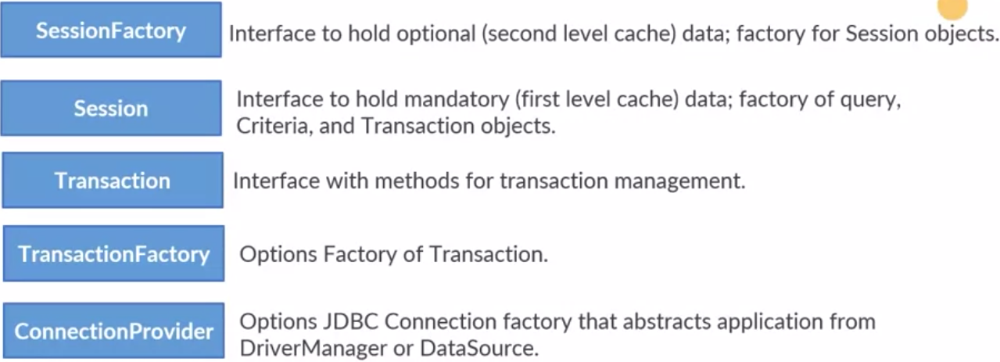 SessionFactory
Interface to hold optional (second level cache) data; factory for Session objects.
Session
Interface to hold mandatory (first level cache) data; factory of query,
Criteria, and Transaction objects.
Transaction
Interface with methods for transaction management.
TransactionFactory
Options Factory of Transaction.
ConnectionProvider
Options JDBC Connection factory that abstracts application from
DriverManager or DataSource.